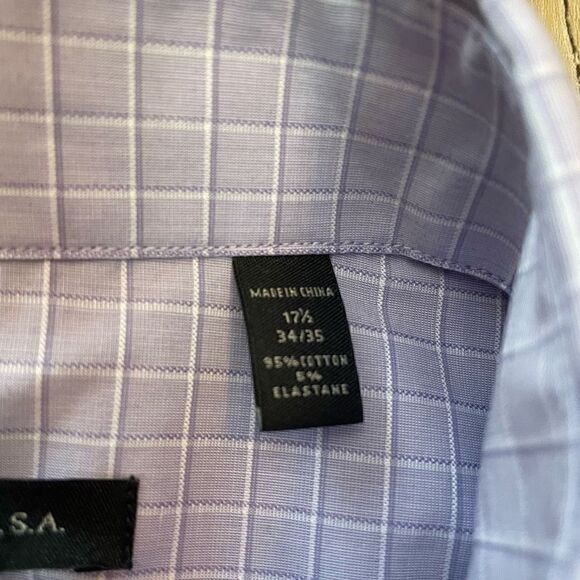 MADE IN CHINA
17½
34/35
95% COTTON
5%
ELASTANE
.S.A.